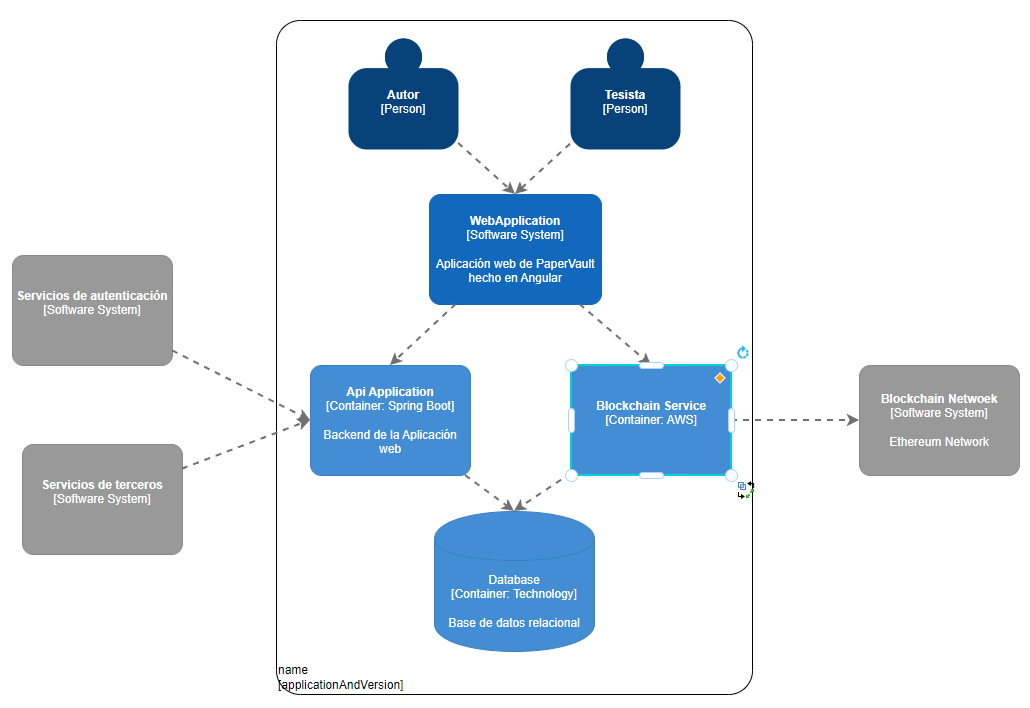 Autor
[Person]
Tesista
[Person]
WebApplication
[Software System]
Aplicación web de PaperVault
hecho en Angular
Servicios de autenticación
[Software System]
Api Application
[Container: Spring Boot]
Backend de la Aplicación
web
Blockchain Service
[Container: AWS]
Blockchain Netwoek
[Software System]
Ethereum Network
Servicios de terceros
[Software System]
Database
[Container: Technology]
Base de datos relacional
name
[applicationAndVersion]